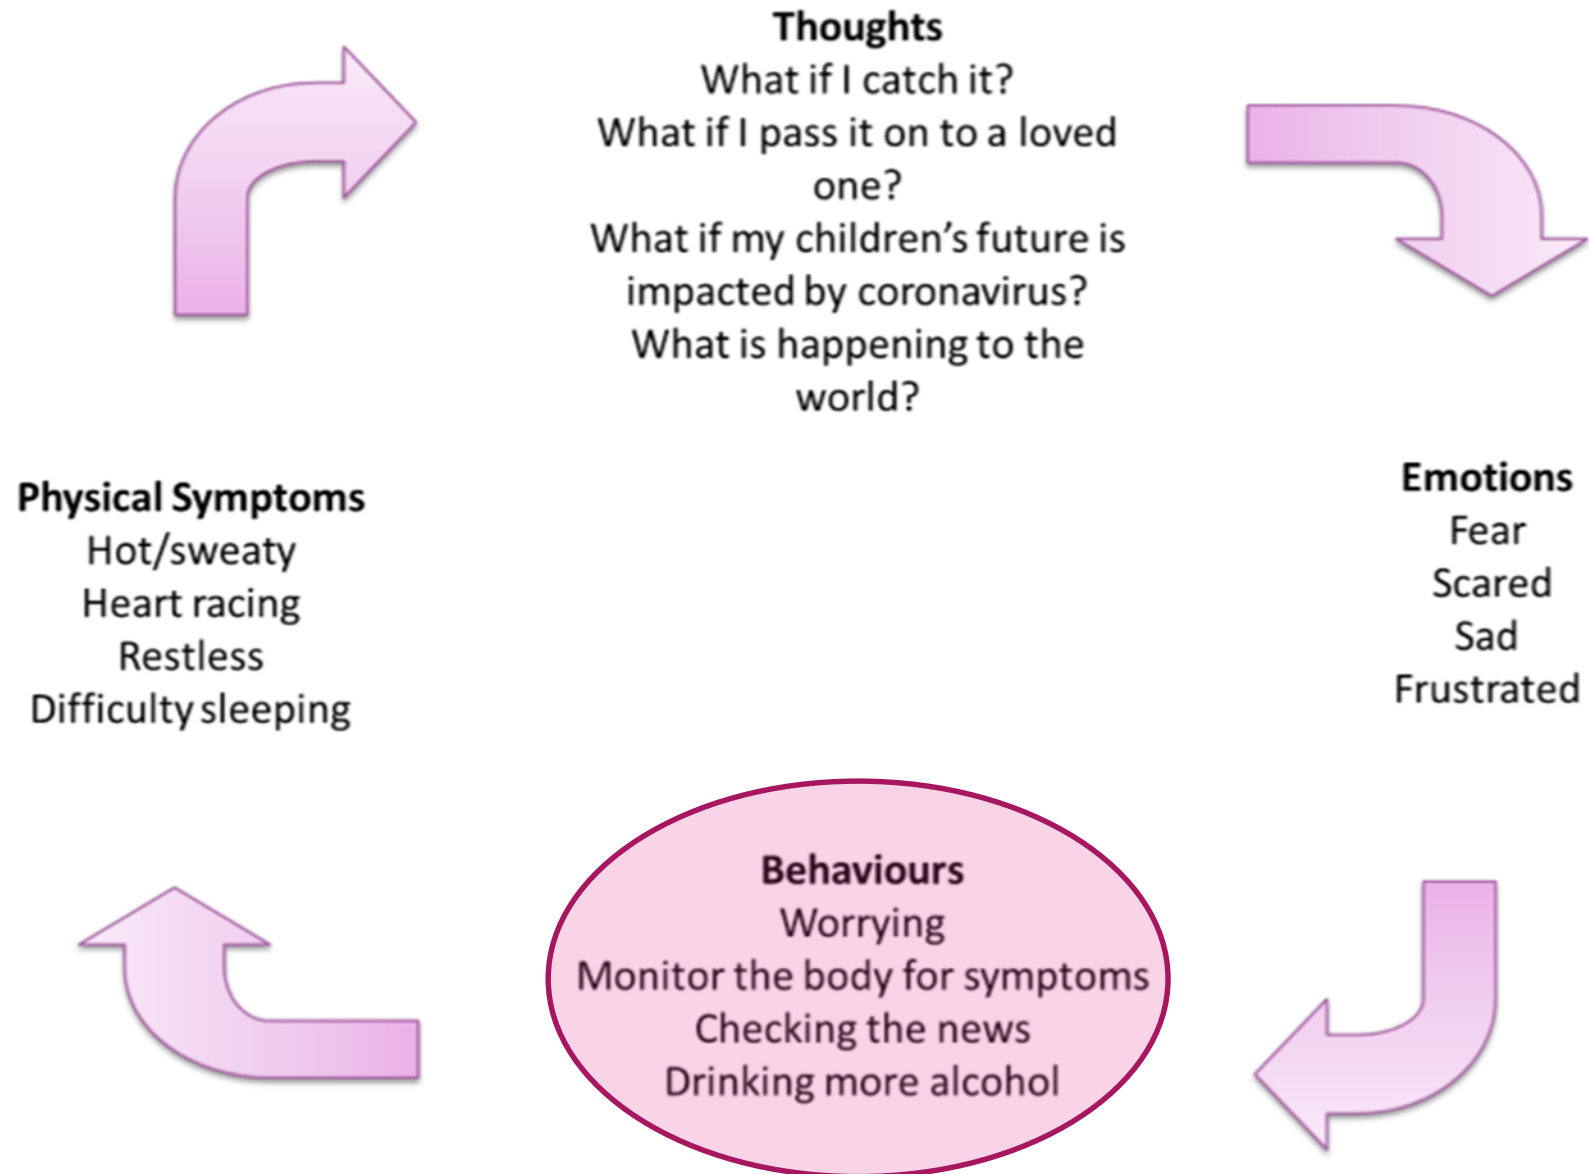 Thoughts
What if I catch it?
What if I pass it on to a loved
one?
What if my children’s future is
impacted by coronavirus?
What is happening to the
world?
Physical Symptoms
Hot/sweaty
Heart racing
Restless
Difficulty sleeping
Emotions
Fear
Scared
Sad
Frustrated
Behaviours
Worrying
Monitor the body for symptoms
Checking the news
Drinking more alcohol